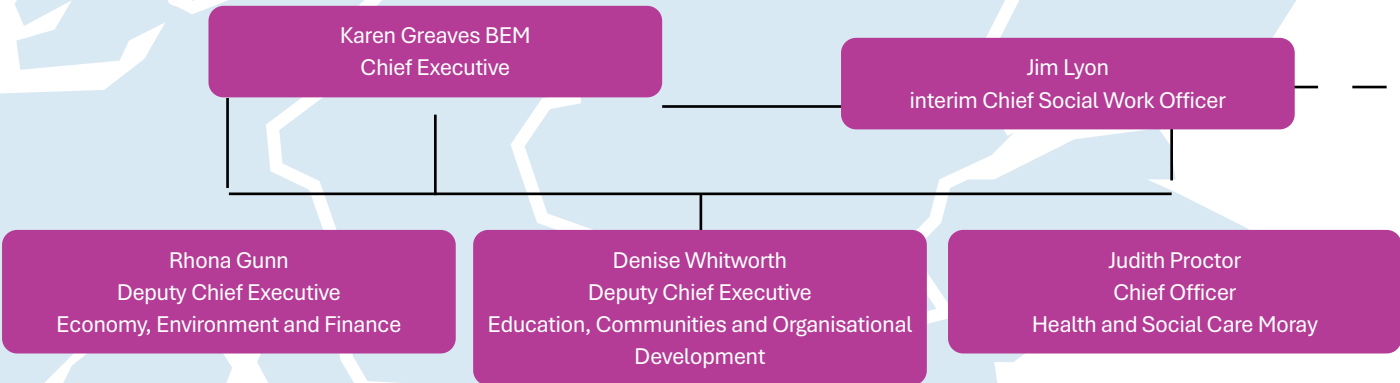 Karen Greaves BEM
Chief Executive
Jim Lyon
interim Chief Social Work Officer
Rhona Gunn
Deputy Chief Executive
Economy, Environment and Finance
Denise Whitworth
Deputy Chief Executive
Education, Communities and Organisational
Development
Judith Proctor
Chief Officer
Health and Social Care Moray